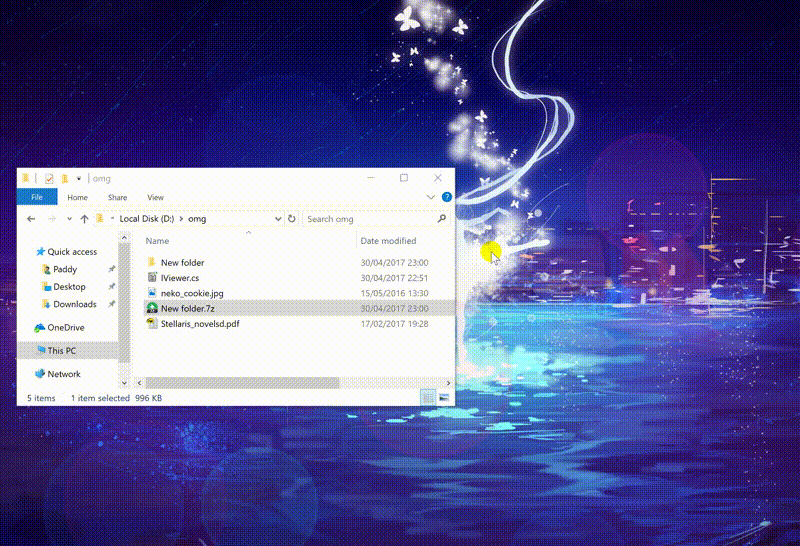 omg
File Home Share View
Local Disk (D:) omg Search omg
Name Date modified
Quick access
Paddy
Desktop
Downloads
OneDrive
This PC
Network
New folder 30/04/2017 23:00
IViewer.cs 30/04/2017 22:51
neko_cookie.jpg 15/05/2016 13:30
New folder.7z 30/04/2017 23:00
Stellaris_novelsd.pdf 17/02/2017 19:28
5 items 1 item selected 996 KB